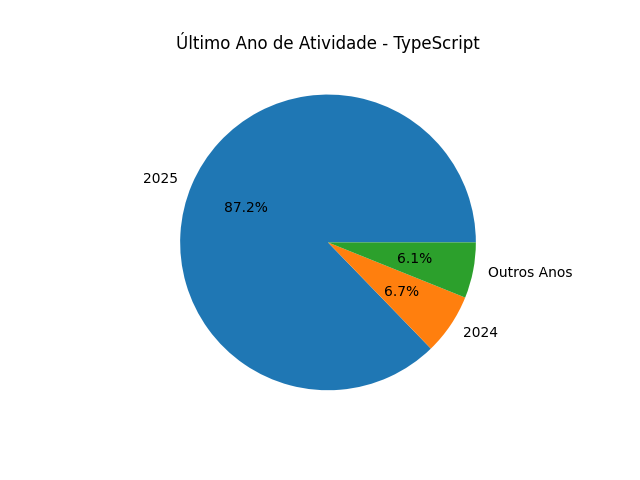 Último Ano de Atividade - TypeScript
2025
87.2%
6.1%
Outros Anos
6.7%
2024